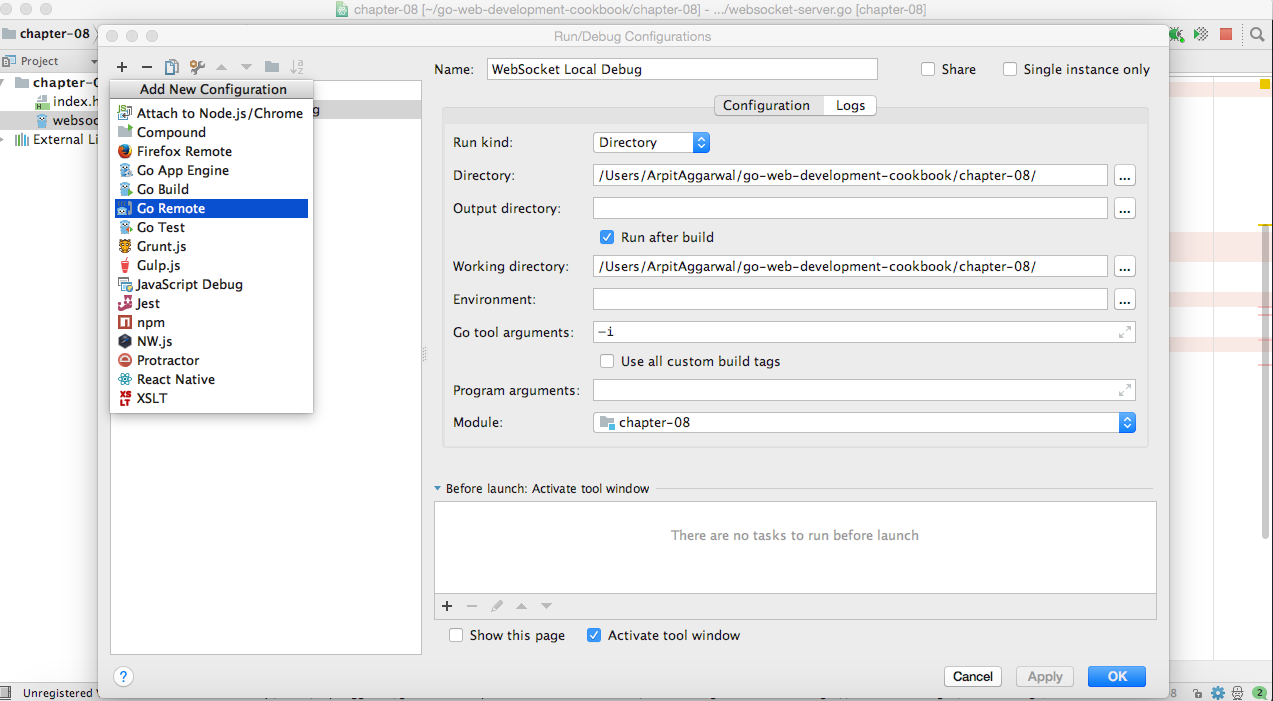 chapter-08 [~/go-web-development-cookbook/chapter-08] - .../websocket-server.go [chapter-08]
chapter-08
Run/Debug Configurations
Project
chapter-0
index.h
websoc
External Li
Add New Configuration
Attach to Node.js/Chrome
Compound
Firefox Remote
Go App Engine
Go Build
Go Remote
Go Test
Grunt.js
Gulp.js
JavaScript Debug
Jest
npm
NW.js
Protractor
React Native
XSLT
Name: WebSocket Local Debug
Share
Single instance only
Configuration Logs
Run kind: Directory
Directory: /Users/ArpitAggarwal/go-web-development-cookbook/chapter-08/ ...
Output directory: ...
Run after build
Working directory: /Users/ArpitAggarwal/go-web-development-cookbook/chapter-08/ ...
Environment: ...
Go tool arguments: -i
Use all custom build tags
Program arguments:
Module: chapter-08
Before launch: Activate tool window
There are no tasks to run before launch
Show this page
Activate tool window
?
Cancel Apply OK
Unregistered
8
2